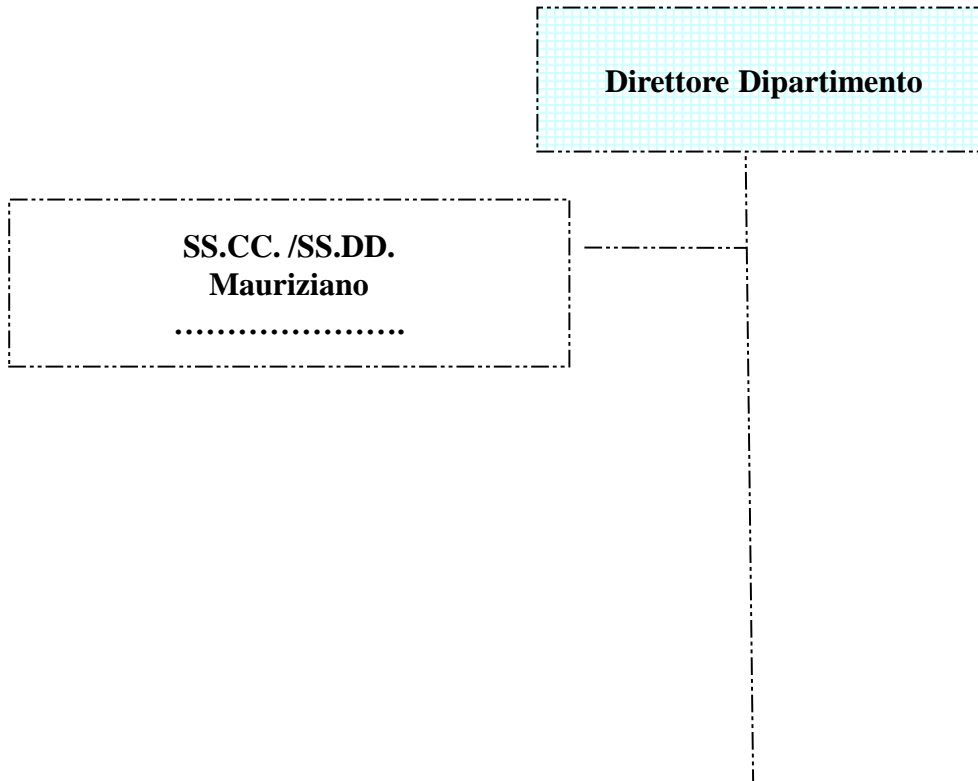 Direttore Dipartimento
SS.CC. /SS.DD.
Mauriziano
………………….